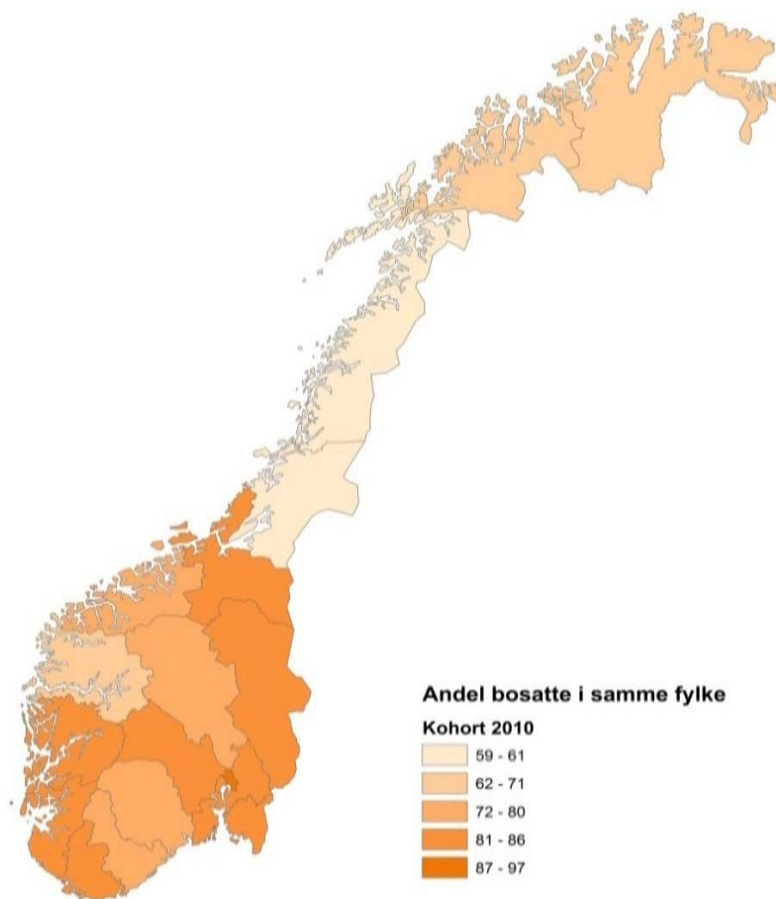 Andel bosatte i samme fylke
Kohort 2010
59 - 61
62 - 71
72 - 80
81 - 86
87 - 97